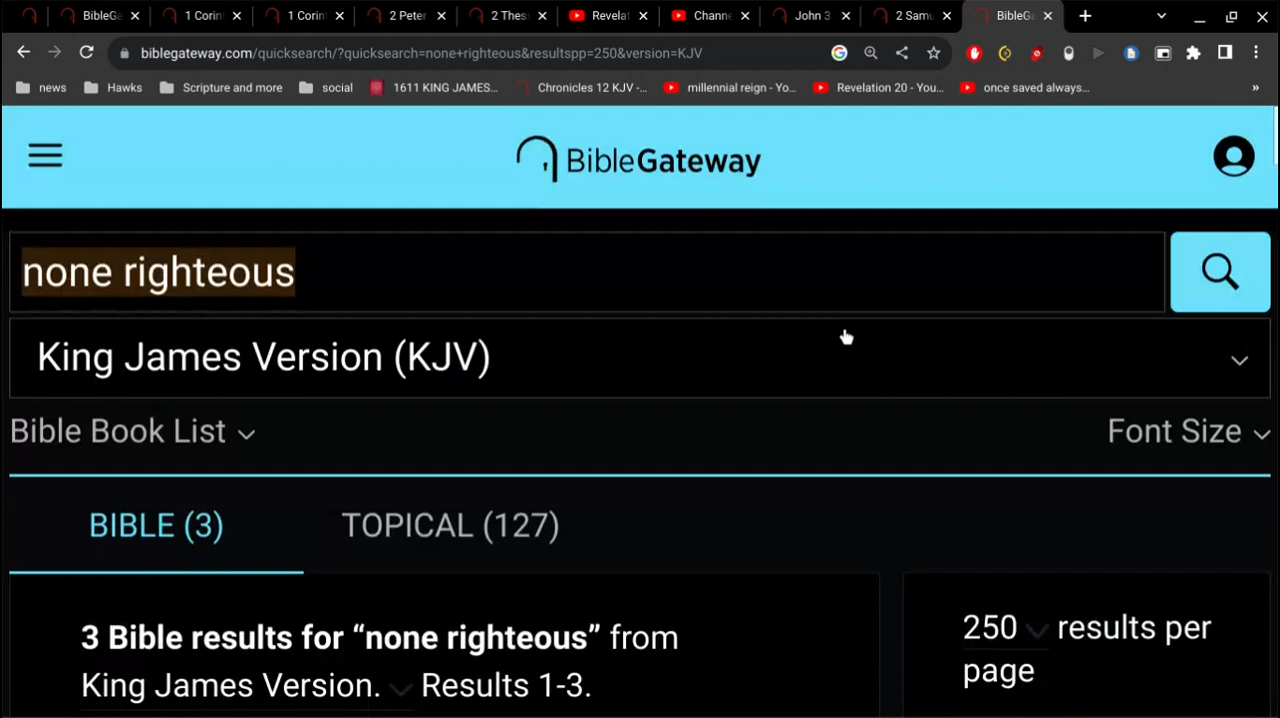 BibleGa
1 Corin
1 Corin
2 Peter
2 Thess
Revelat
Channe
John 3
2 Samu
BibleGa
biblegateway.com/quicksearch/?quicksearch=none+righteous&resultspp=250&version=KJV
news
Hawks
Scripture and more
social
1611 KING JAMES...
Chronicles 12 KJV -...
millennial reign - Yo...
Revelation 20 - You...
once saved always...
»
BibleGateway
none righteous
King James Version (KJV)
Bible Book List
Font Size
BIBLE (3)
TOPICAL (127)
3 Bible results for “none righteous” from
King James Version. Results 1-3.
250 results per
page